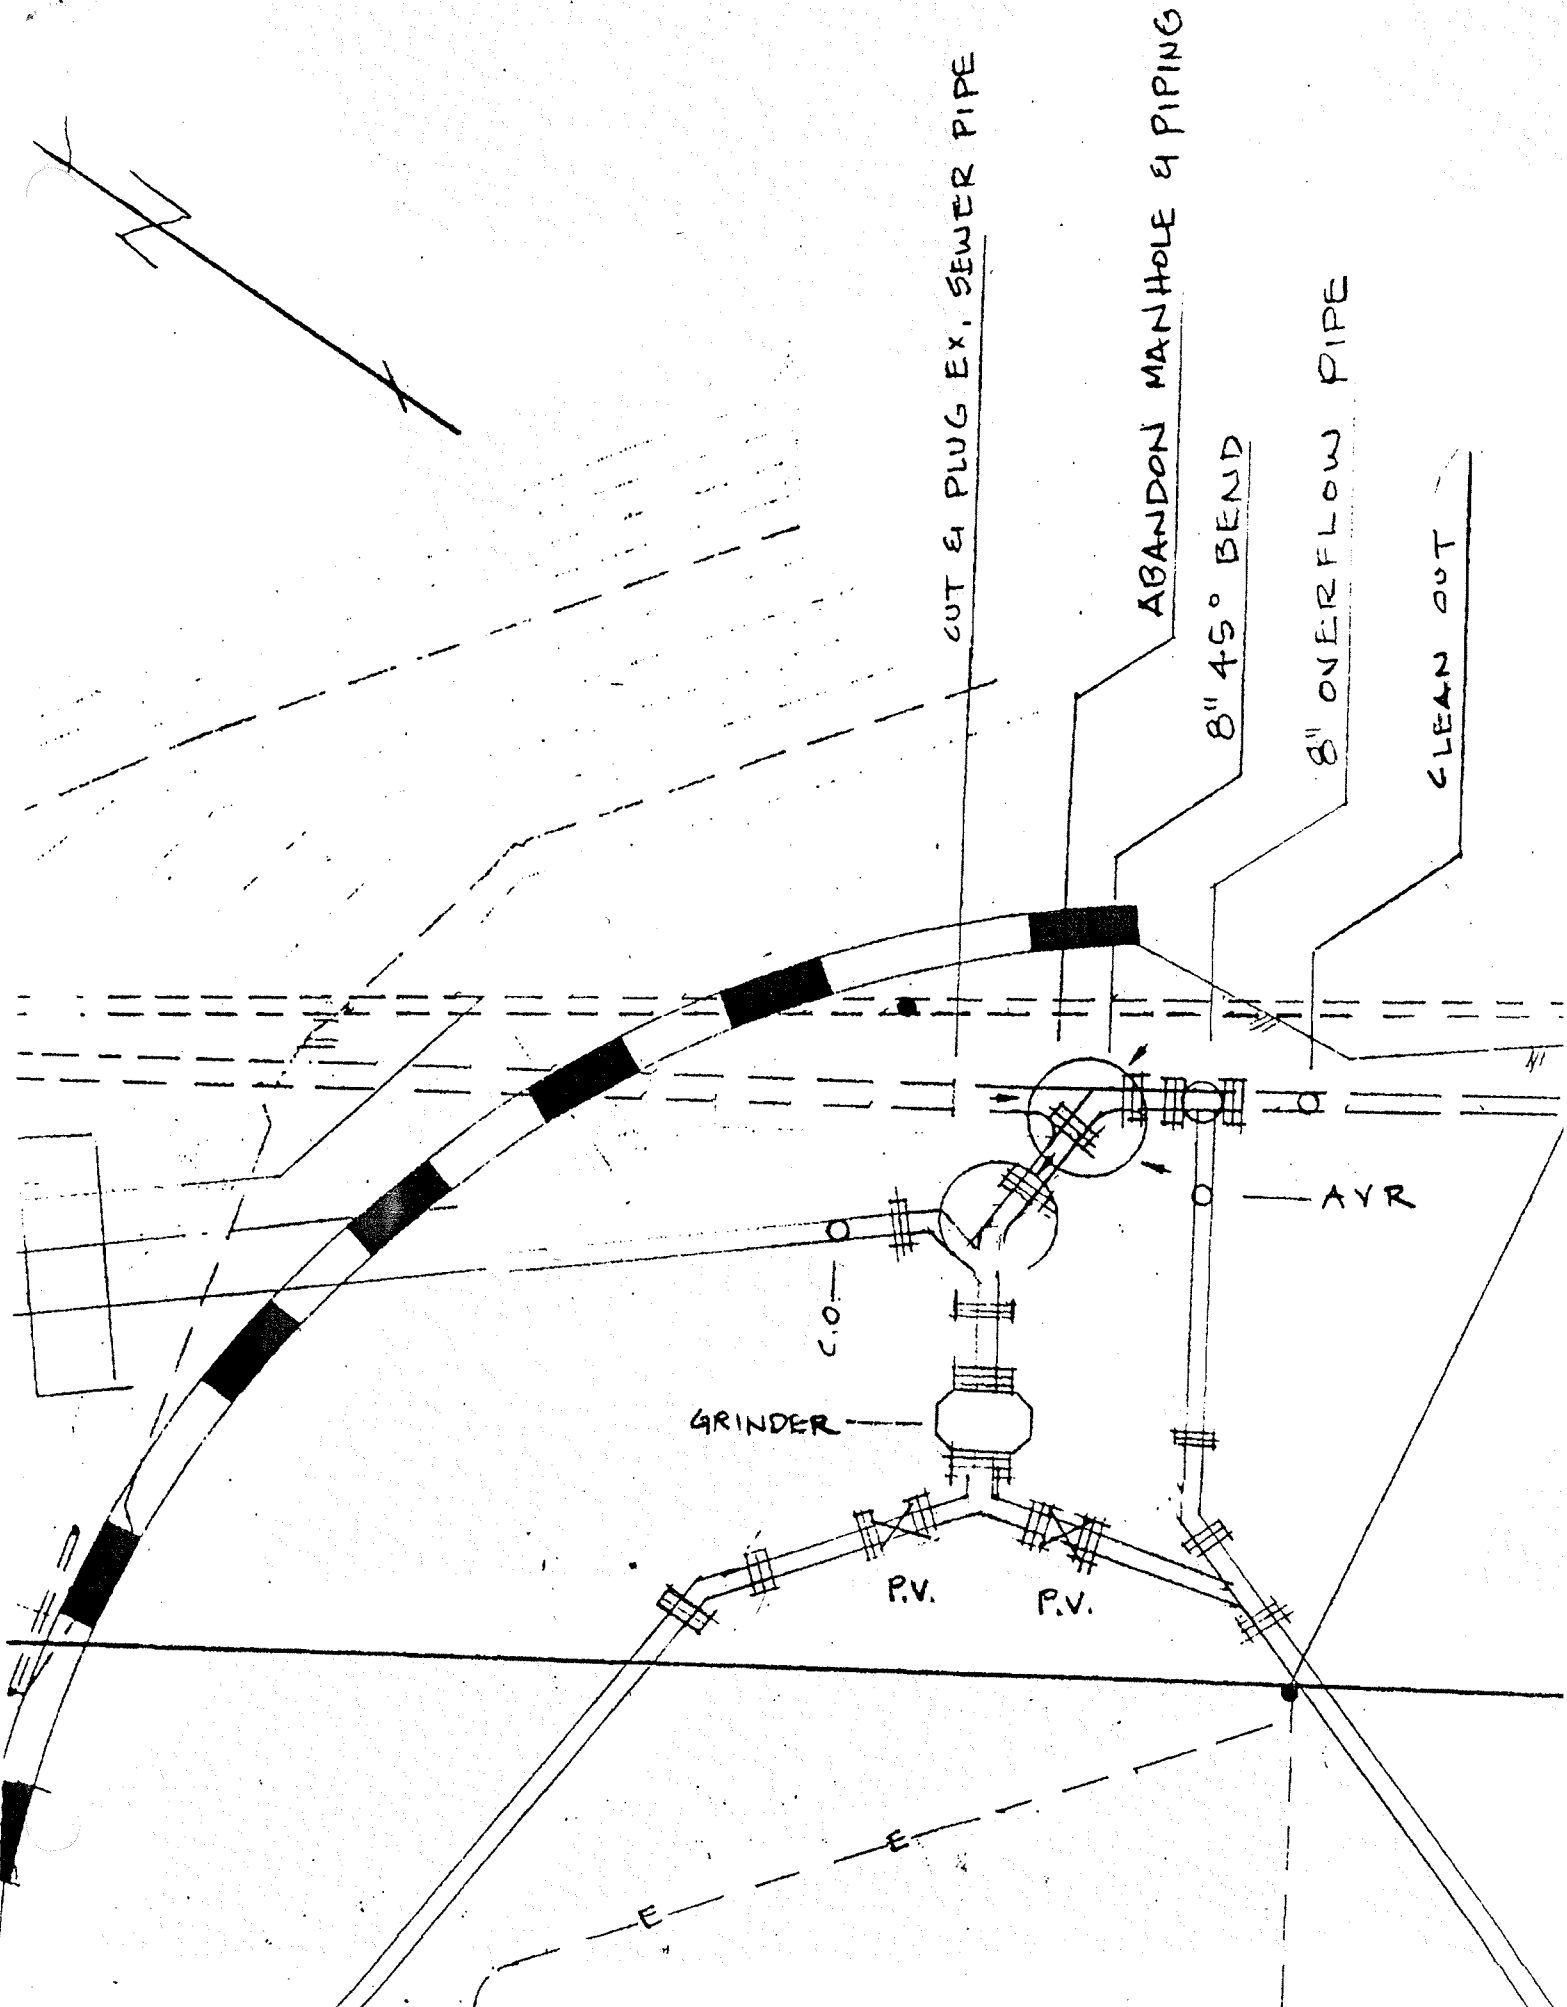 CUT & PLUG EX. SEWER PIPE
ABANDON MANHOLE & PIPING
8" 45° BEND
8" OVERFLOW PIPE
CLEAN OUT
AVR
C.O.
GRINDER
P.V.
P.V.
E
E